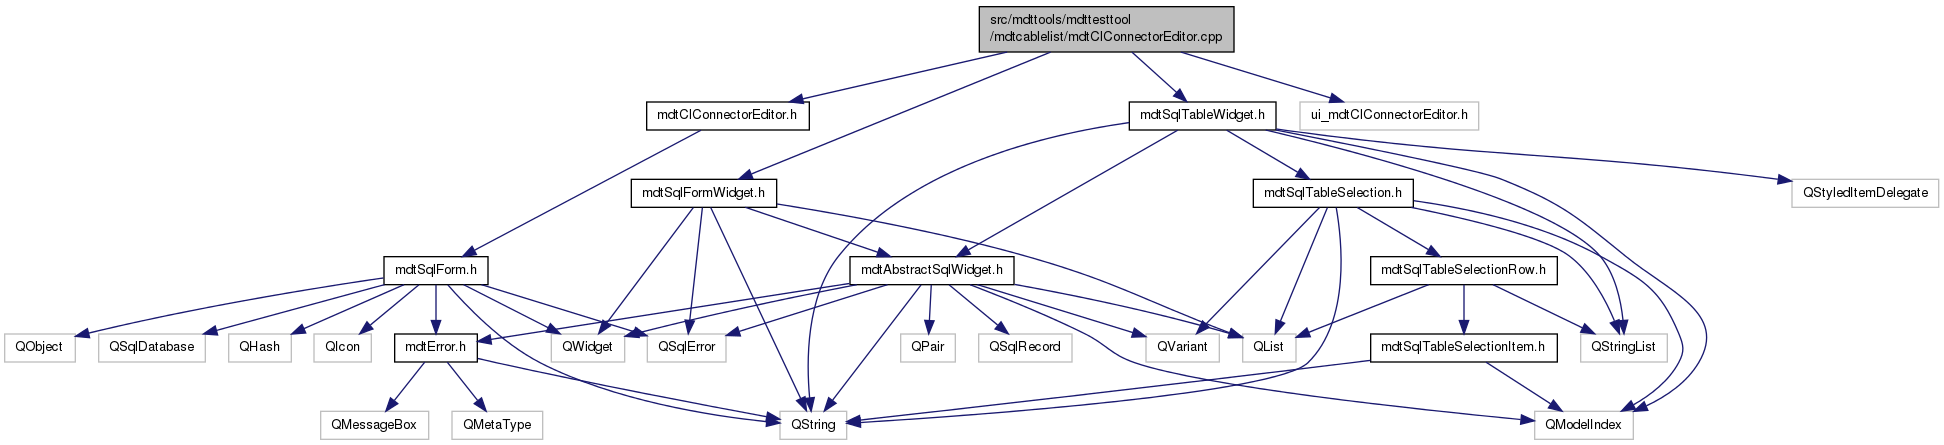 src/mdttools/mdttesttool
/mdtcablelist/mdtClConnectorEditor.cpp
mdtClConnectorEditor.h
mdtSqlTableWidget.h
ui_mdtClConnectorEditor.h
mdtSqlFormWidget.h
mdtSqlTableSelection.h
QStyledItemDelegate
mdtSqlForm.h
mdtAbstractSqlWidget.h
mdtSqlTableSelectionRow.h
QObject
QSqlDatabase
QHash
QIcon
mdtError.h
QWidget
QSqlError
QPair
QSqlRecord
QVariant
QList
mdtSqlTableSelectionItem.h
QStringList
QMessageBox
QMetaType
QString
QModelIndex